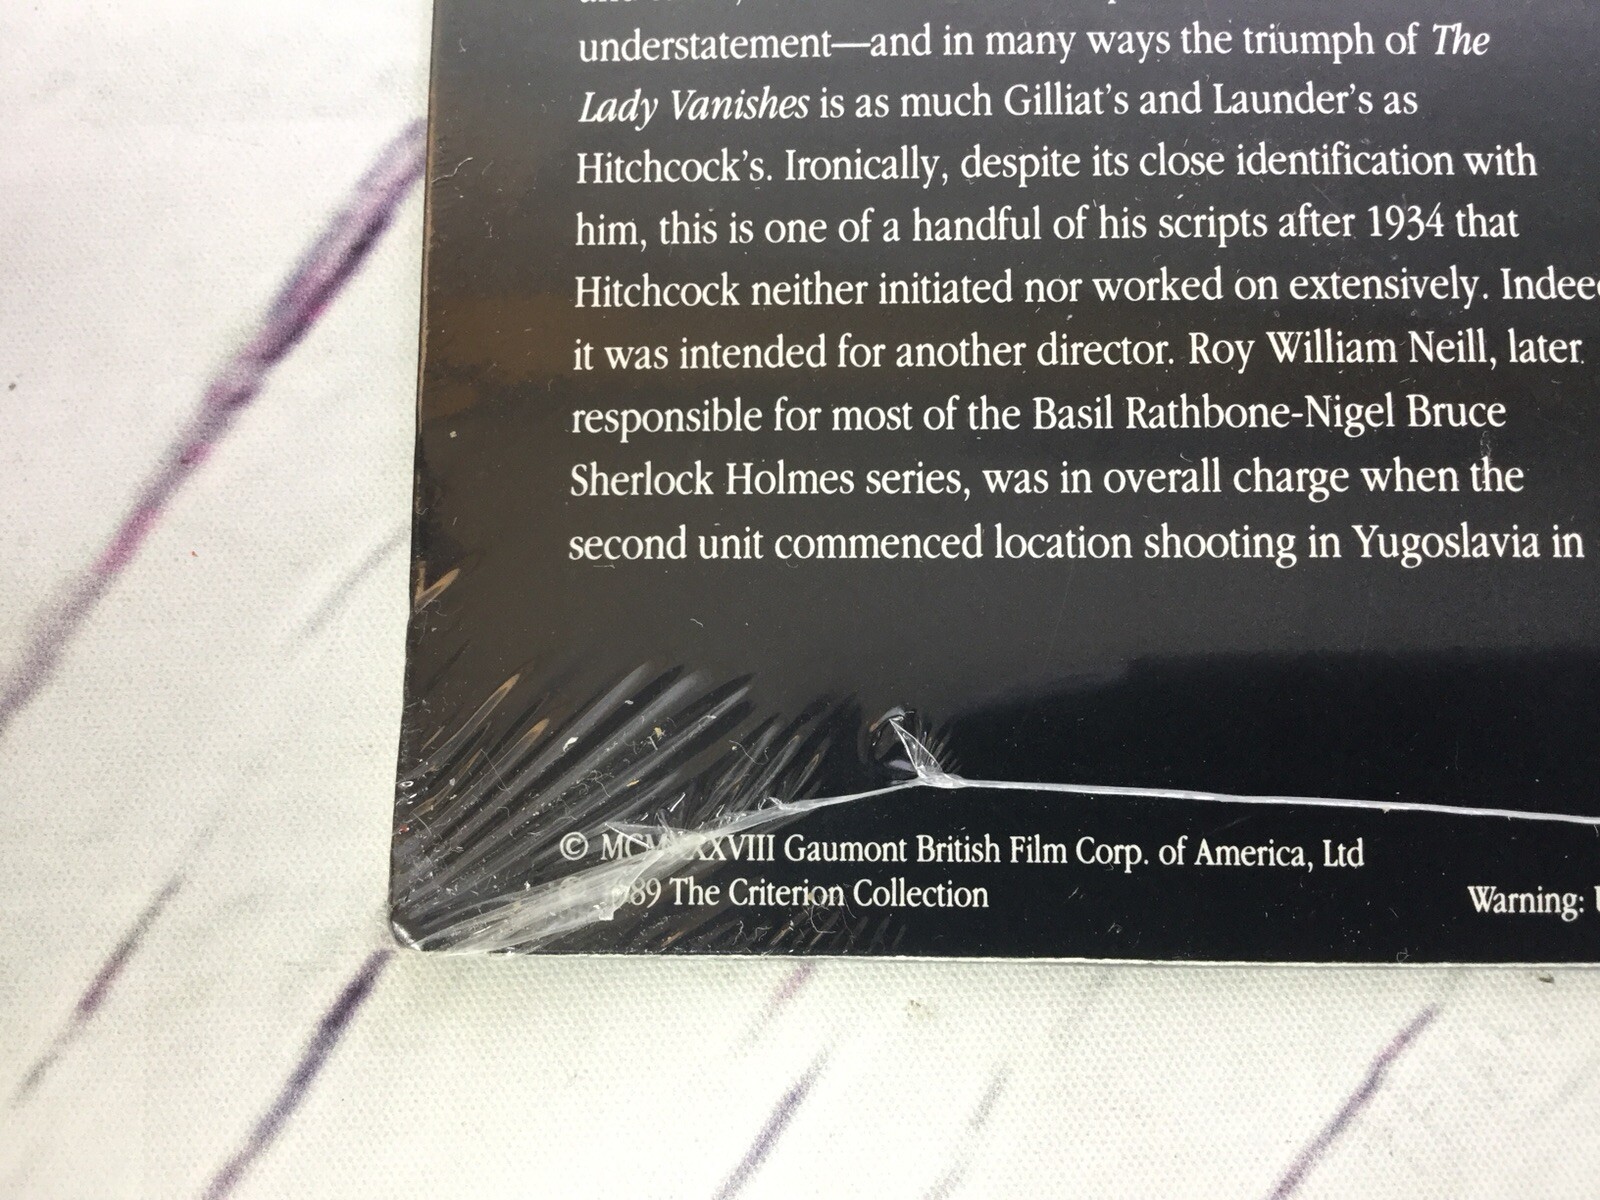 understatement—and in many ways the triumph of The
Lady Vanishes is as much Gilliat's and Launder's as
Hitchcock's. Ironically, despite its close identification with
him, this is one of a handful of his scripts after 1934 that
Hitchcock neither initiated nor worked on extensively.
it was intended for another director. Roy William Neill, later
responsible for most of the Basil Rathbone-Nigel Bruce
Sherlock Holmes series, was in overall charge when the
second unit commenced location shooting in Yugoslavia in
© Gaumont British Film Corp. of America, Ltd
The Criterion Collection
Warning: